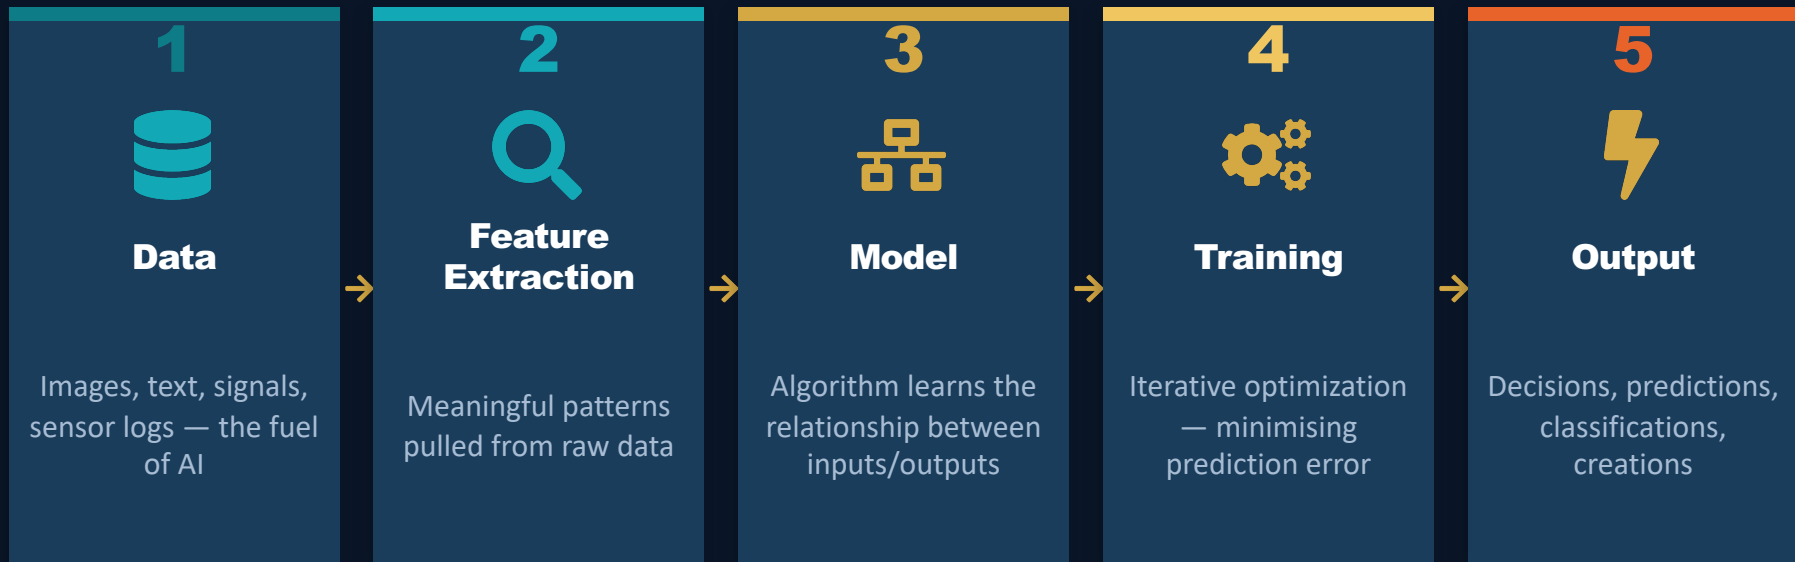 1
Data
Images, text, signals,
sensor logs — the fuel
of AI
2
Feature
Extraction
Meaningful patterns
pulled from raw data
3
Model
Algorithm learns the
relationship between
inputs/outputs
4
Training
Iterative optimization
— minimising
prediction error
5
Output
Decisions, predictions,
classifications,
creations